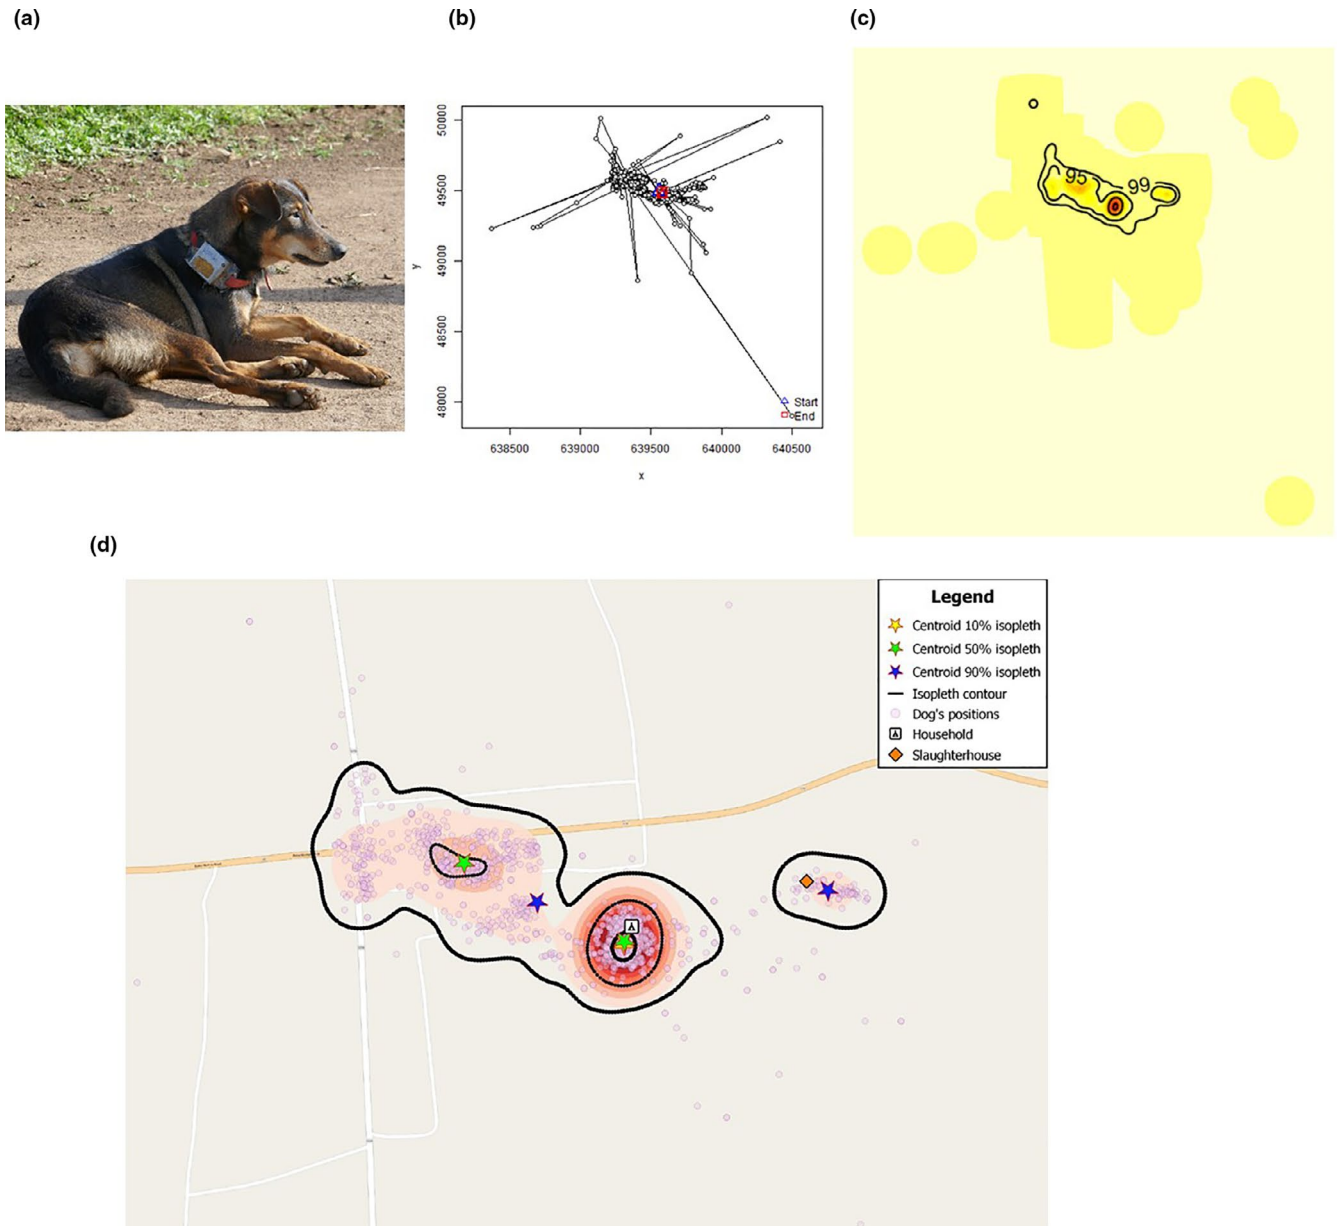 (a)
(b)
(c)
50000
49500
49000
48500
48000
y
Start
End
638500 639000 639500 640000 640500
x
95
99
(d)
Legend
Centroid 10% isopleth
Centroid 50% isopleth
Centroid 90% isopleth
Isopleth contour
Dog's positions
Household
Slaughterhouse